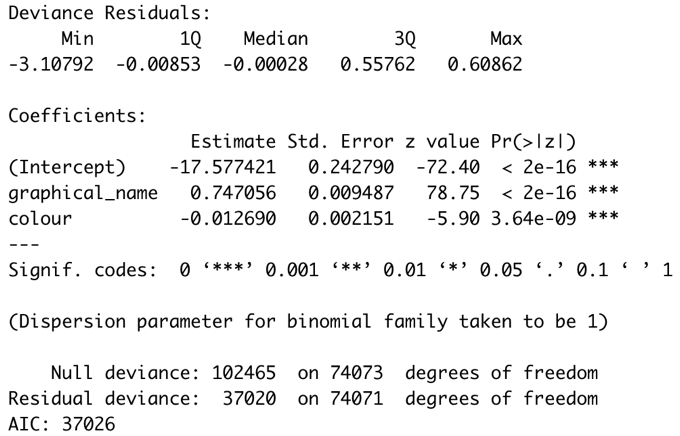 Deviance Residuals:
     Min       1Q   Median       3Q      Max
-3.10792 -0.00853 -0.00028  0.55762  0.60862

Coefficients:
                 Estimate Std. Error z value Pr(>|z|)
(Intercept)    -17.577421   0.242790  -72.40  < 2e-16 ***
graphical_name   0.747056   0.009487   78.75  < 2e-16 ***
colour          -0.012690   0.002151   -5.90 3.64e-09 ***
---
Signif. codes:  0 ‘***’ 0.001 ‘**’ 0.01 ‘*’ 0.05 ‘.’ 0.1 ‘ ’ 1

(Dispersion parameter for binomial family taken to be 1)

    Null deviance: 102465  on 74073  degrees of freedom
Residual deviance:  37020  on 74071  degrees of freedom
AIC: 37026